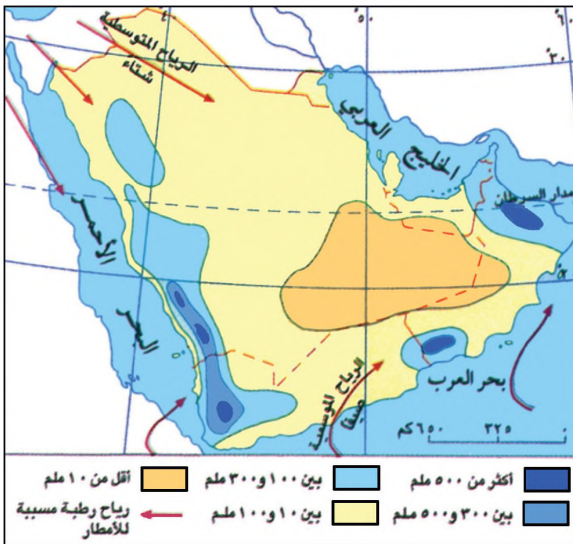 ٤٠°
٥٠°
٦٠°
٣٠°
الرياح المتوسطية
شتاءً
الخليج العربي
مدار السرطان
البحر الأحمر
الرياح الموسمية
صيفاً
بحر العرب
٦٥٠ كم ٣٢٥ ٠
أكثر من ٥٠٠ ملم
بين ١٠٠ و٣٠٠ ملم
أقل من ١٠ ملم
بين ٣٠٠ و٥٠٠ ملم
بين ١٠ و١٠٠ ملم
رياح رطبة مسببة
للأمطار